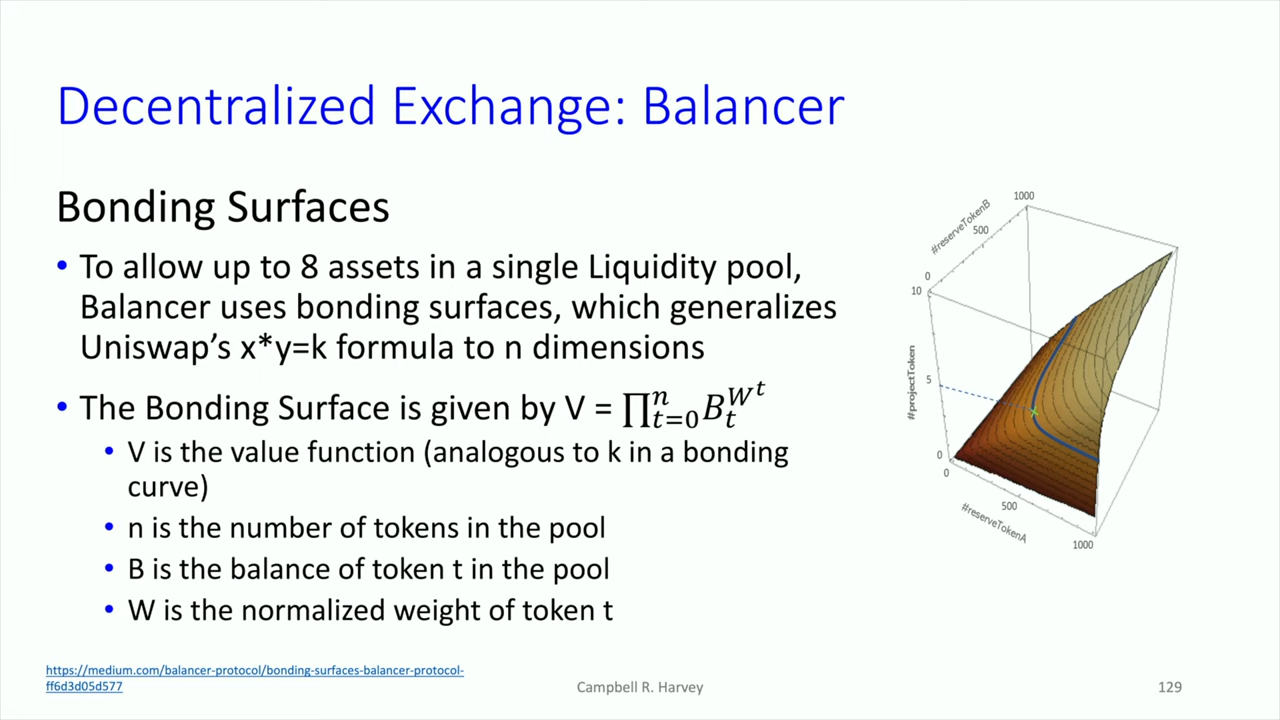 Decentralized Exchange: Balancer
Bonding Surfaces
• To allow up to 8 assets in a single Liquidity pool,
Balancer uses bonding surfaces, which generalizes
Uniswap’s x*y=k formula to n dimensions
• The Bonding Surface is given by V = ∏_{t=0}^{n} B_t^{W^t}
• V is the value function (analogous to k in a bonding
curve)
• n is the number of tokens in the pool
• B is the balance of token t in the pool
• W is the normalized weight of token t
1000
#reserveTokenB
500
0
10
5
#projectToken
0
0
500
#reserveTokenA
1000
https://medium.com/balancer-protocol/bonding-surfaces-balancer-protocol-
ff6d3d05d577
Campbell R. Harvey
129